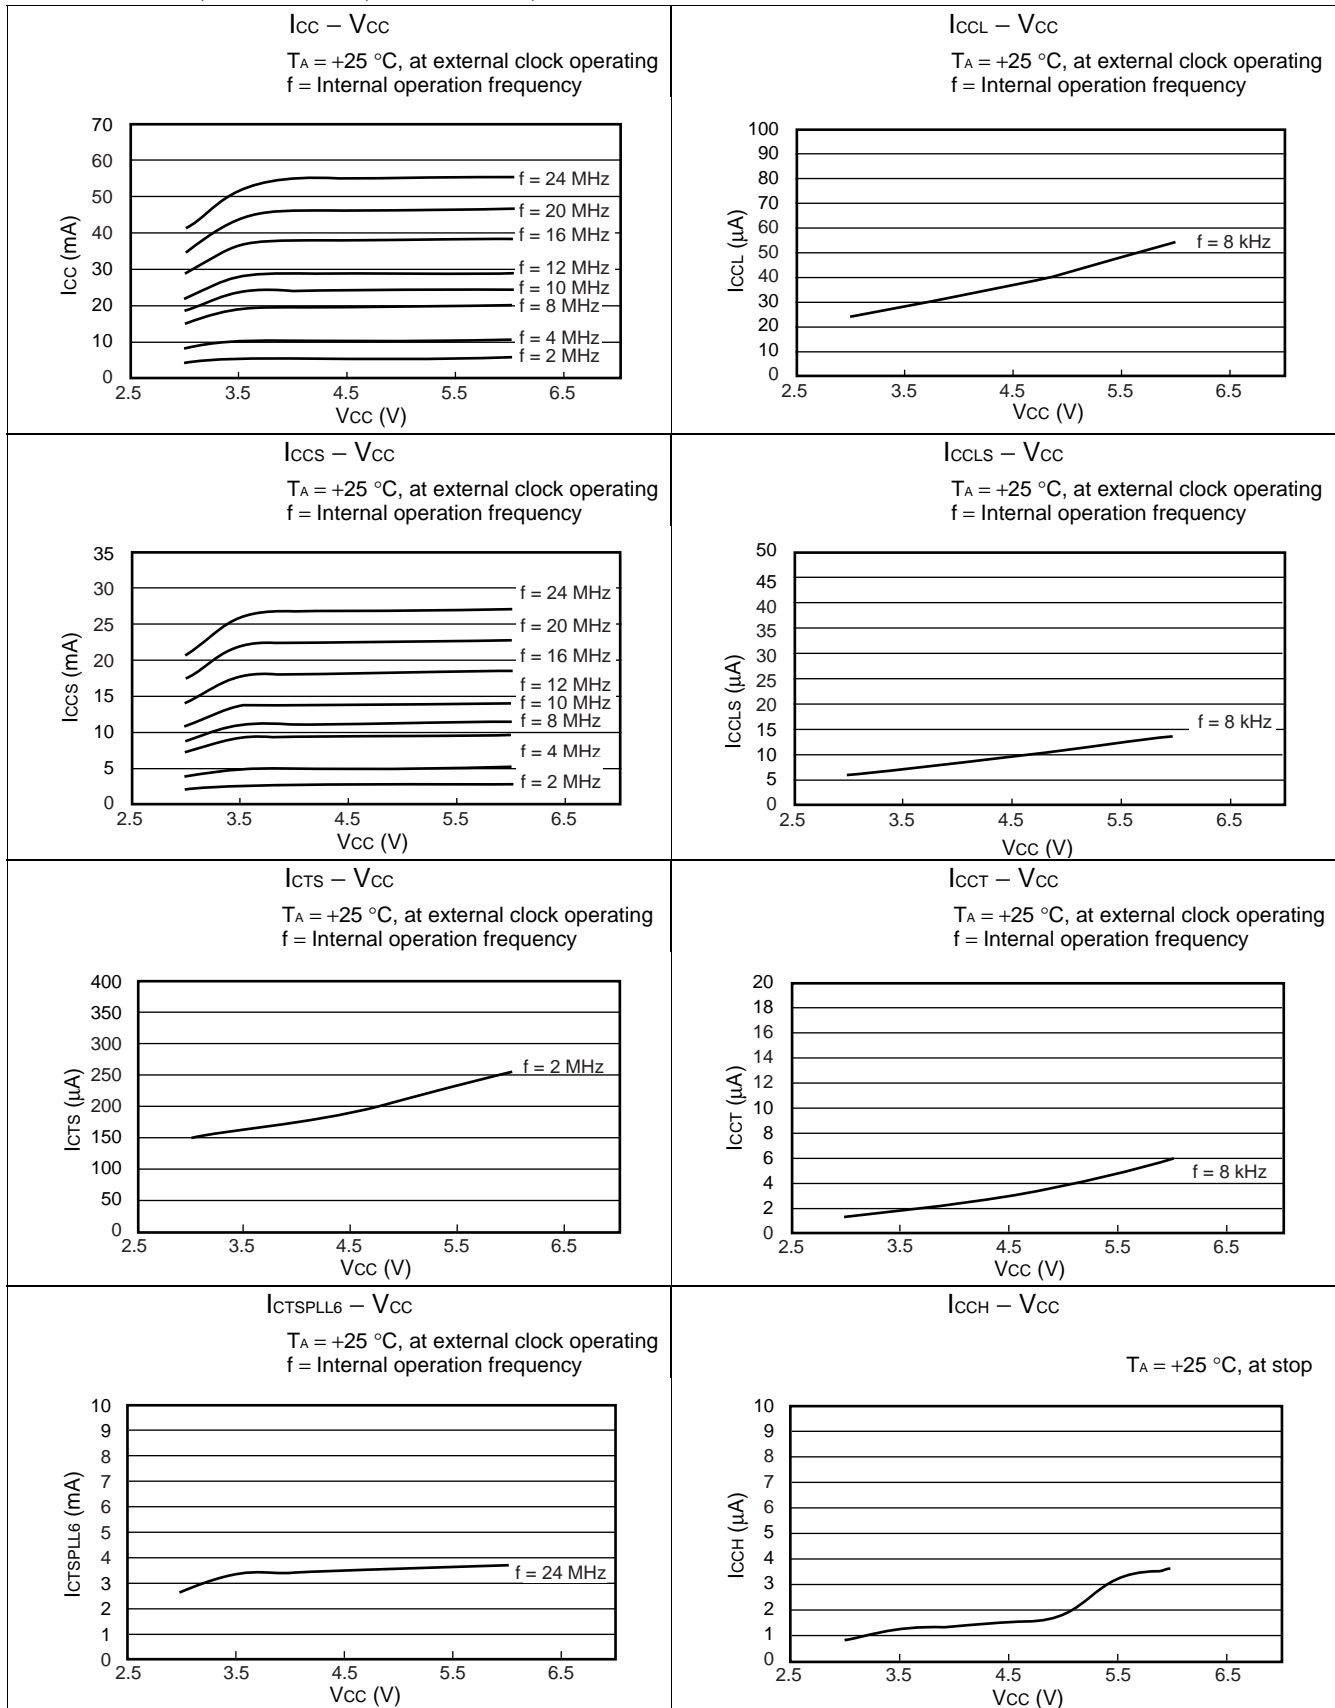 ICC – VCC
TA = +25 °C, at external clock operating
f = Internal operation frequency
70
60
50
40
30
20
10
0
ICC (mA)
f = 24 MHz
f = 20 MHz
f = 16 MHz
f = 12 MHz
f = 10 MHz
f = 8 MHz
f = 4 MHz
f = 2 MHz
2.5 3.5 4.5 5.5 6.5
VCC (V)
ICCL – VCC
TA = +25 °C, at external clock operating
f = Internal operation frequency
100
90
80
70
60
50
40
30
20
10
0
ICCL (µA)
f = 8 kHz
2.5 3.5 4.5 5.5 6.5
VCC (V)
ICCS – VCC
TA = +25 °C, at external clock operating
f = Internal operation frequency
35
30
25
20
15
10
5
0
ICCS (mA)
f = 24 MHz
f = 20 MHz
f = 16 MHz
f = 12 MHz
f = 10 MHz
f = 8 MHz
f = 4 MHz
f = 2 MHz
2.5 3.5 4.5 5.5 6.5
VCC (V)
ICCLS – VCC
TA = +25 °C, at external clock operating
f = Internal operation frequency
50
45
40
35
30
25
20
15
10
5
0
ICCLS (µA)
f = 8 kHz
2.5 3.5 4.5 5.5 6.5
VCC (V)
ICTS – VCC
TA = +25 °C, at external clock operating
f = Internal operation frequency
400
350
300
250
200
150
100
50
0
ICTS (µA)
f = 2 MHz
2.5 3.5 4.5 5.5 6.5
VCC (V)
ICCT – VCC
TA = +25 °C, at external clock operating
f = Internal operation frequency
20
18
16
14
12
10
8
6
4
2
0
ICCT (µA)
f = 8 kHz
2.5 3.5 4.5 5.5 6.5
VCC (V)
ICTSPLL6 – VCC
TA = +25 °C, at external clock operating
f = Internal operation frequency
10
9
8
7
6
5
4
3
2
1
0
ICTSPLL6 (mA)
f = 24 MHz
2.5 3.5 4.5 5.5 6.5
VCC (V)
ICCH – VCC
TA = +25 °C, at stop
10
9
8
7
6
5
4
3
2
1
0
ICCH (µA)
2.5 3.5 4.5 5.5 6.5
VCC (V)